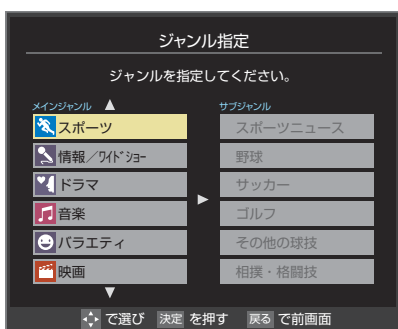 ジャンル指定
ジャンルを指定してください。
メインジャンル
サブジャンル
スポーツ
スポーツニュース
情報／ワイドショー
野球
ドラマ
サッカー
音楽
ゴルフ
バラエティ
その他の球技
映画
相撲・格闘技
で選び 決定 を押す 戻る で前画面